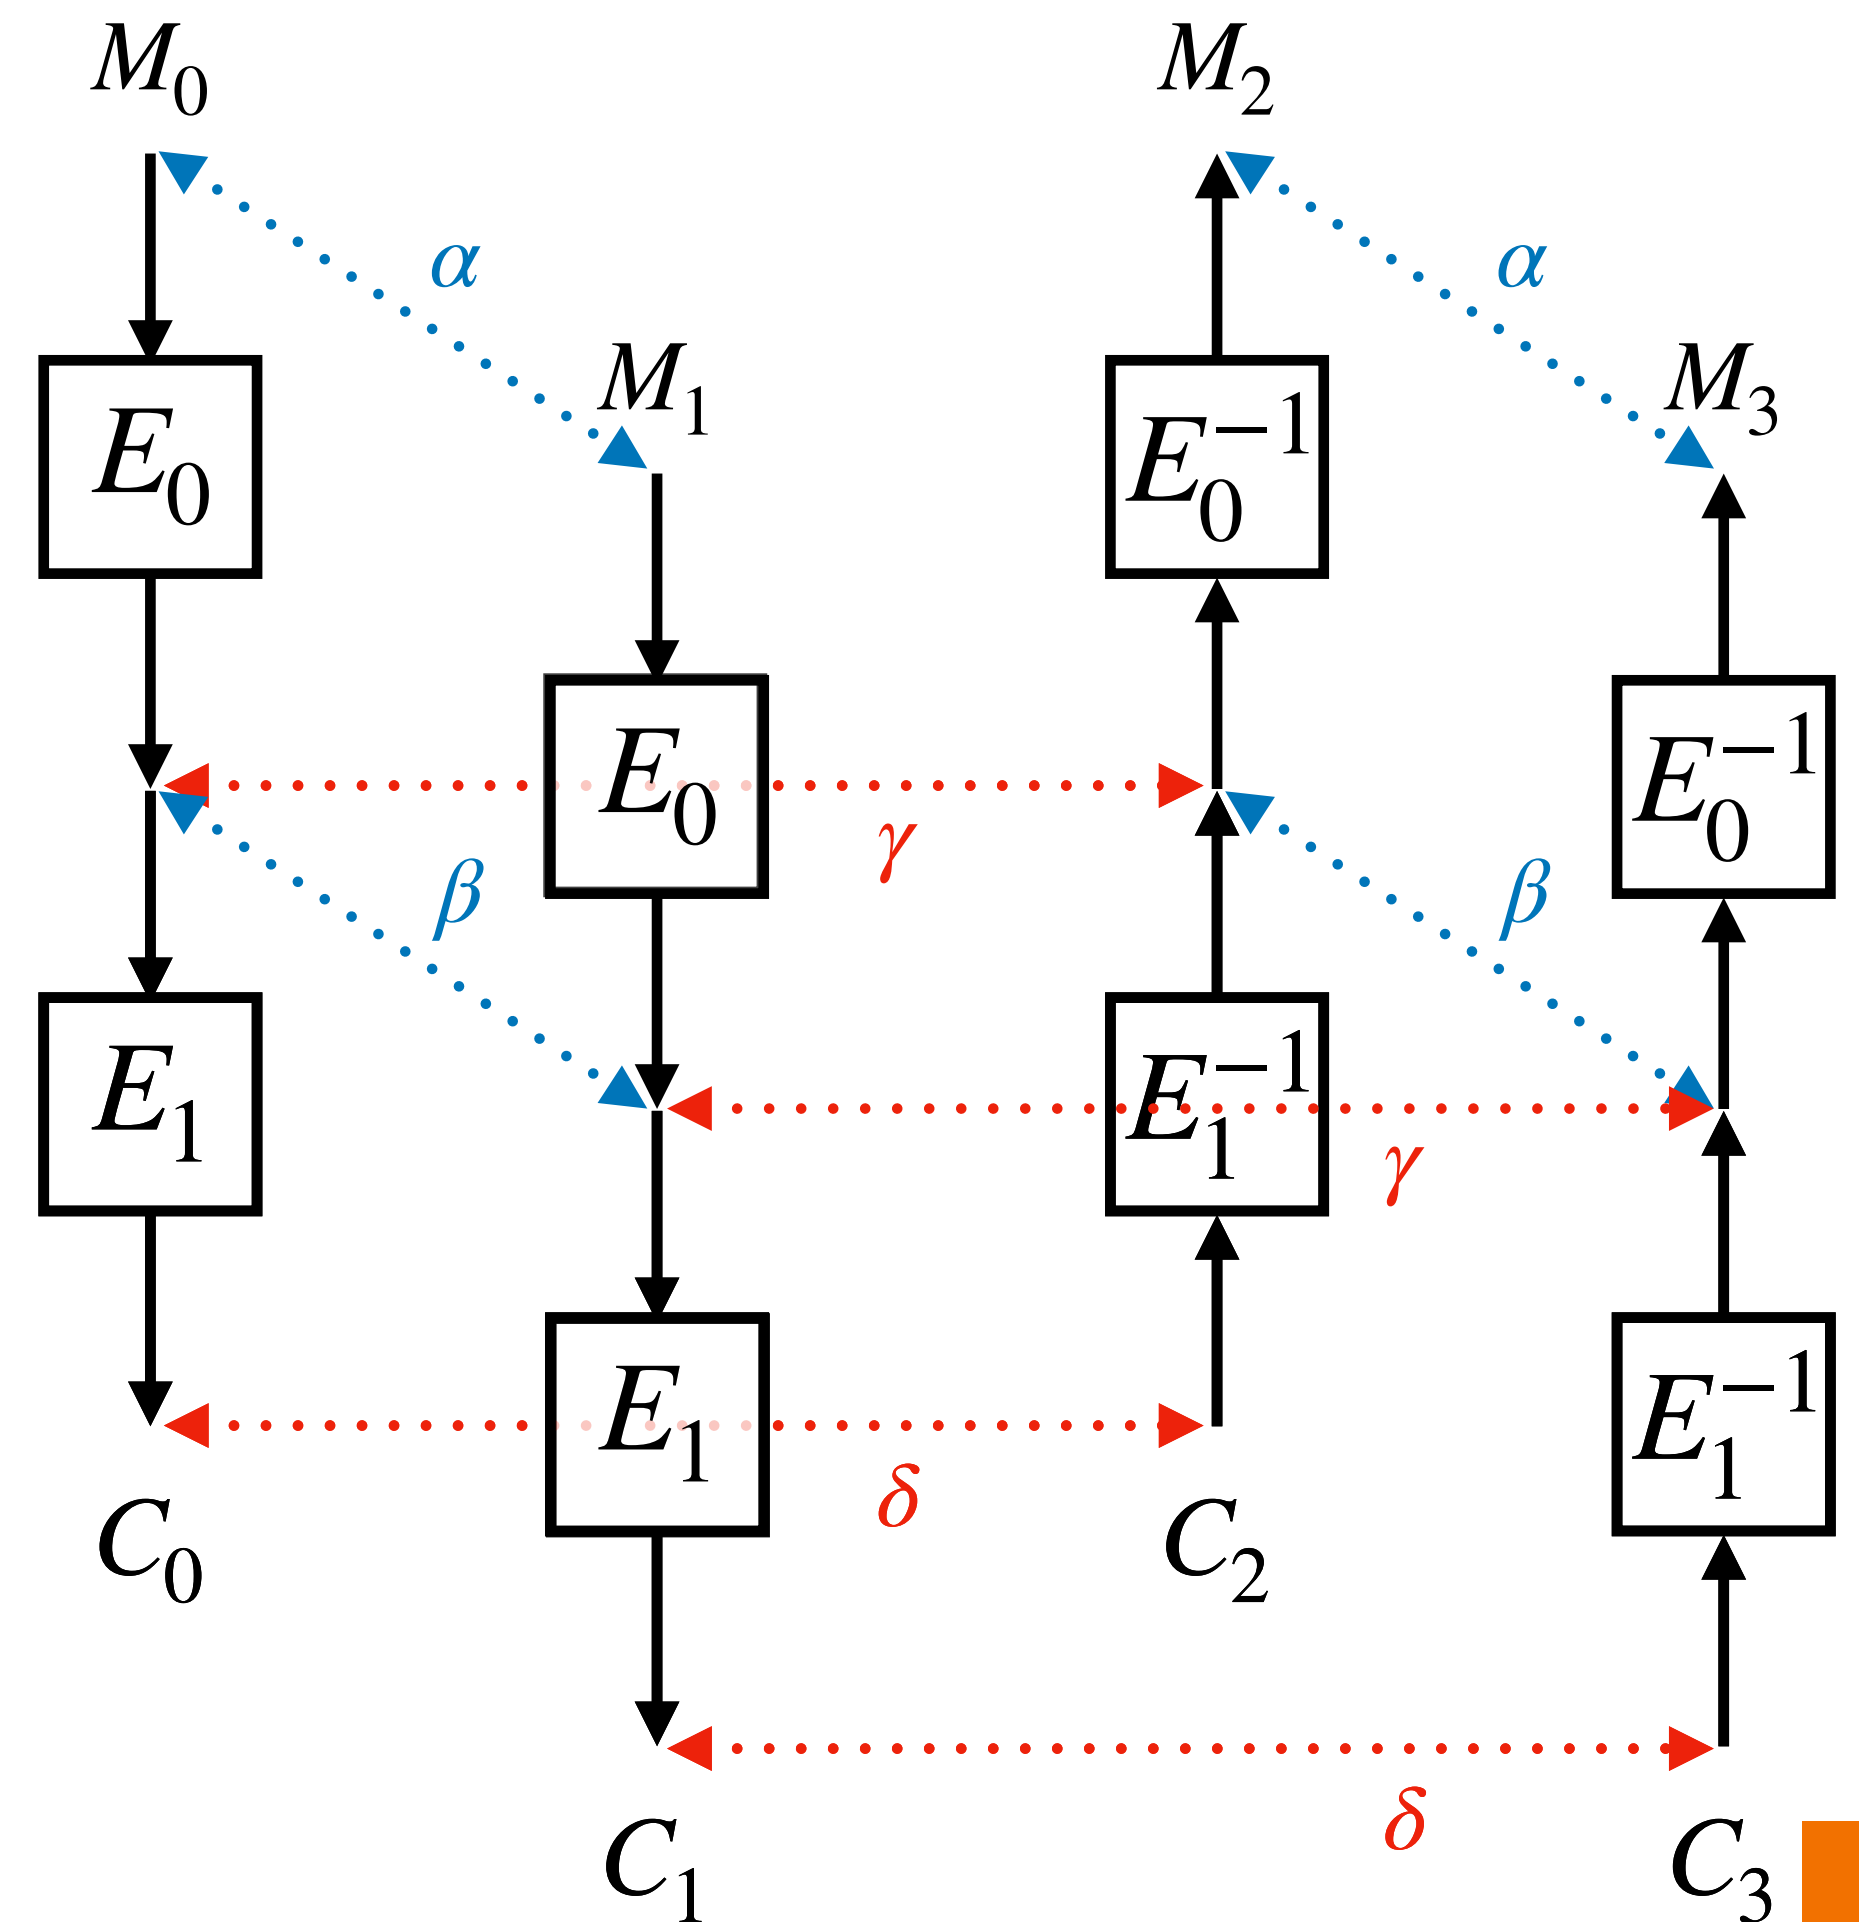 M₀ M₂
α α
M₁ M₃
E₀ E₀⁻¹
E₀ E₀⁻¹
γ
β β
E₁ E₁⁻¹
γ
E₁ E₁⁻¹
δ
C₀ C₂
δ
C₁ C₃